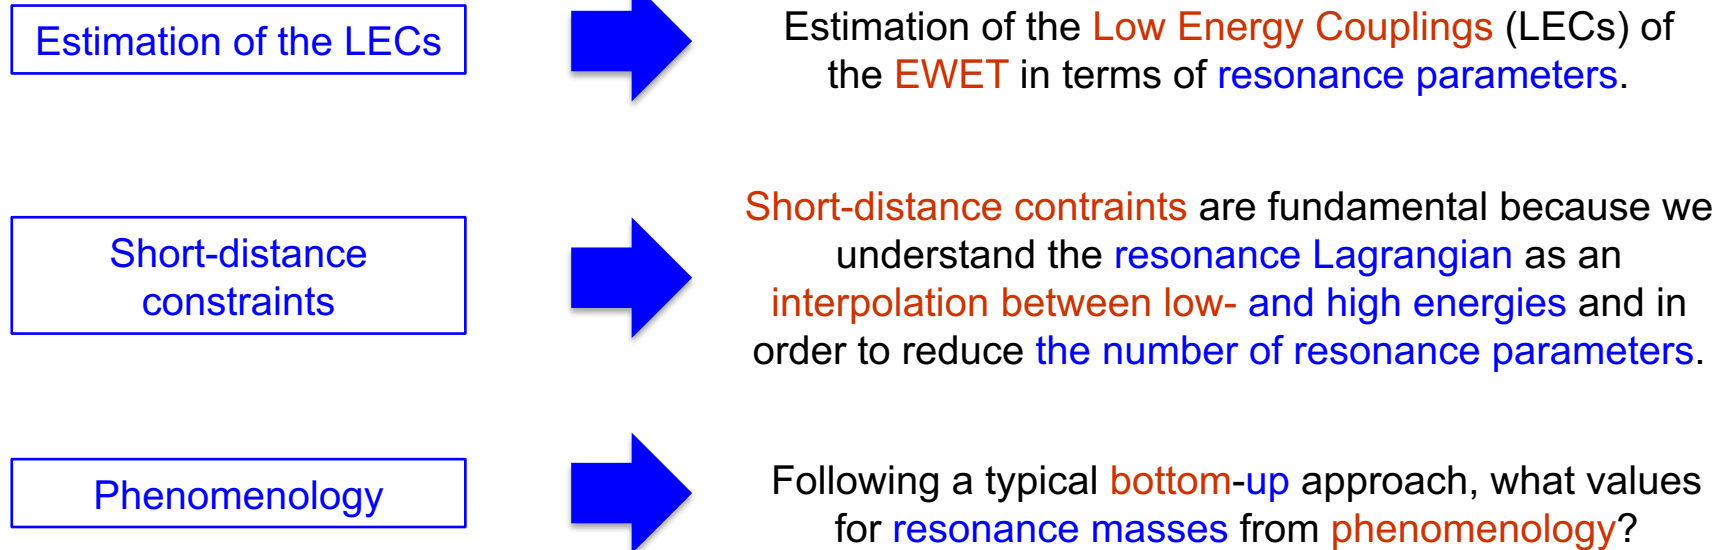 Estimation of the LECs
Estimation of the Low Energy Couplings (LECs) of
the EWET in terms of resonance parameters.
Short-distance
constraints
Short-distance contraints are fundamental because we
understand the resonance Lagrangian as an
interpolation between low- and high energies and in
order to reduce the number of resonance parameters.
Phenomenology
Following a typical bottom-up approach, what values
for resonance masses from phenomenology?